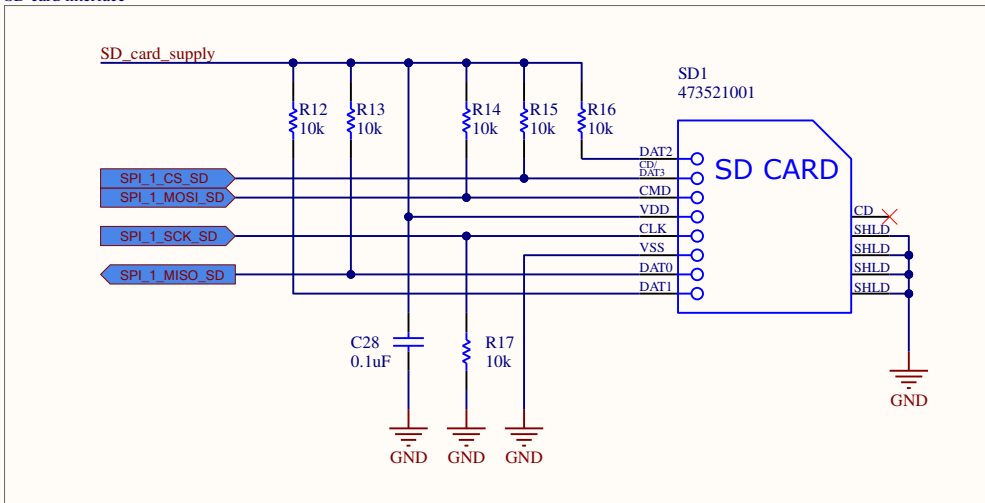 SD_card_supply
SD1
473521001
R12
10k
R13
10k
R14
10k
R15
10k
R16
10k
SD CARD
DAT2
CD/
DAT3
CMD
VDD
CLK
VSS
DAT0
DAT1
CD
SHLD
SHLD
SHLD
SHLD
SPI_1_CS_SD
SPI_1_MOSI_SD
SPI_1_SCK_SD
SPI_1_MISO_SD
C28
0.1uF
R17
10k
GND
GND
GND
GND